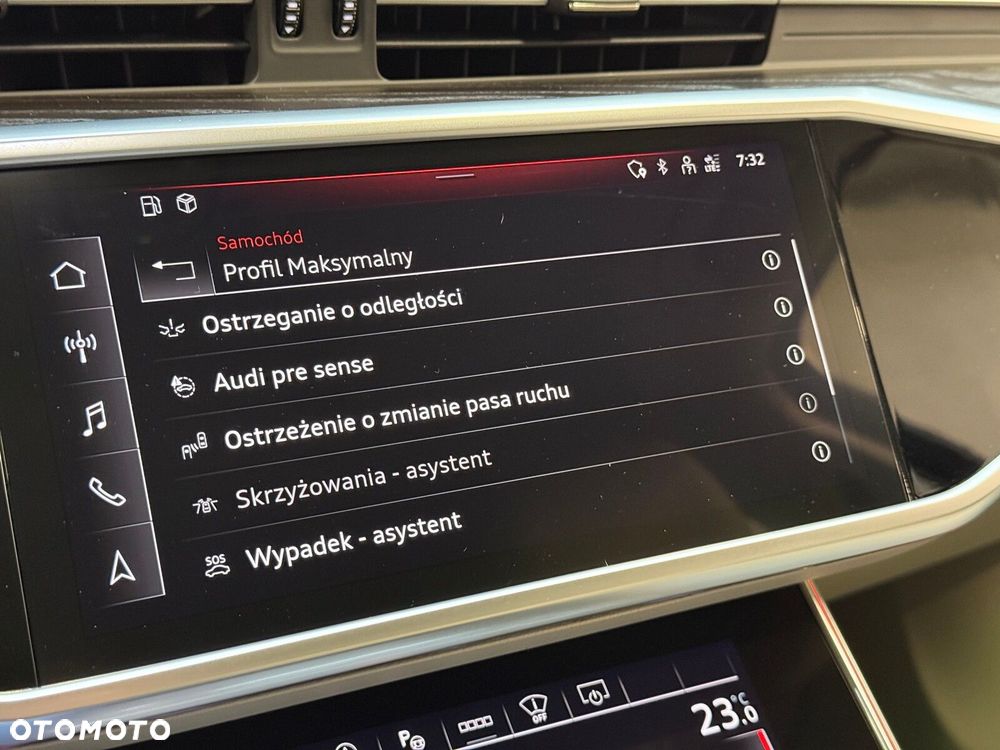 7:32
Samochód
Profil Maksymalny
Ostrzeganie o odległości
Audi pre sense
Ostrzeżenie o zmianie pasa ruchu
Skrzyżowania - asystent
SOS
Wypadek - asystent
P
OFF
23.0 °C
OTOMOTO